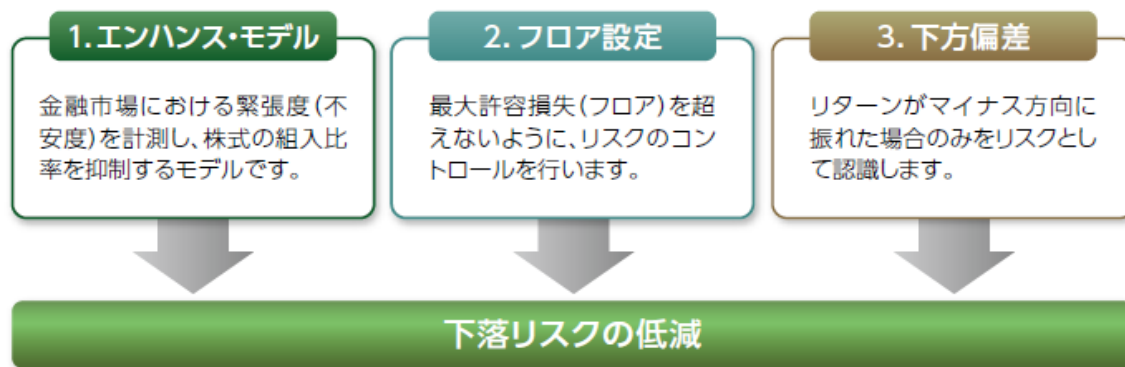 1.エンハンス・モデル
金融市場における緊張度(不
安度)を計測し、株式の組入比
率を抑制するモデルです。
2.フロア設定
最大許容損失(フロア)を超
えないように、リスクのコン
トロールを行います。
3.下方偏差
リターンがマイナス方向に
振れた場合のみをリスクとし
て認識します。
下落リスクの低減